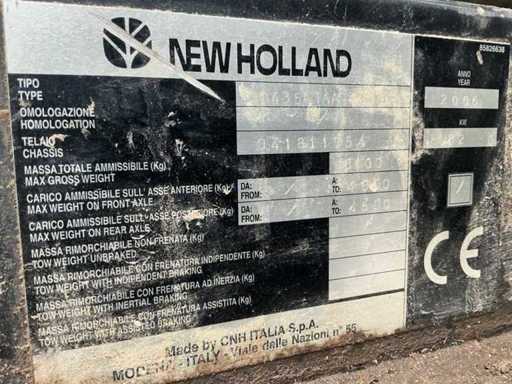 NEW HOLLAND
85826638
TIPO
TYPE
ANNO
YEAR
OMOLOGAZIONE
HOMOLOGATION
KW
TELAIO
CHASSIS
MASSA TOTALE AMMISSIBILE (Kg)
MAX GROSS WEIGHT
CARICO AMMISSIBILE SULL' ASSE ANTERIORE (Kg)
MAX WEIGHT ON FRONT AXLE
DA: / A:
FROM: TO:
CARICO AMMISSIBILE SULL' ASSE POSTERIORE (Kg)
MAX WEIGHT ON REAR AXLE
DA: / A:
FROM: TO:
MASSA RIMORCHIABILE NON FRENATA (Kg)
TOW WEIGHT UNBRAKED
MASSA RIMORCHIABILE CON FRENATURA INDIPENDENTE (Kg)
TOW WEIGHT WITH INDEPENDENT BRAKING
MASSA RIMORCHIABILE CON FRENATURA AD INERZIA (Kg)
TOW WEIGHT WITH INERTIAL BRAKING
MASSA RIMORCHIABILE CON FRENATURA ASSISTITA (Kg)
TOW WEIGHT WITH ASSISTED BRAKING
CE
Made by CNH ITALIA S.p.A.
MODENA - ITALY - Viale delle Nazioni n° 55